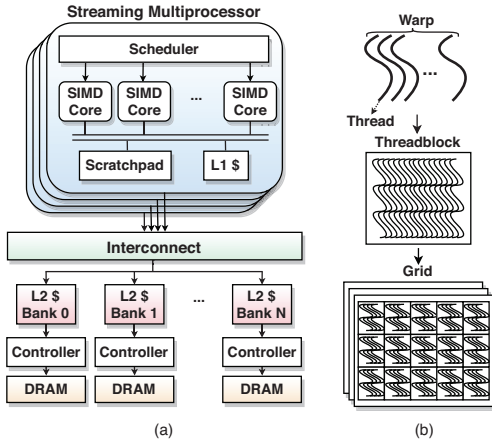 Streaming Multiprocessor
Scheduler
SIMD Core
SIMD Core
...
SIMD Core
Scratchpad
L1 $
Interconnect
L2 $ Bank 0
L2 $ Bank 1
...
L2 $ Bank N
Controller
Controller
Controller
DRAM
DRAM
DRAM
(a)
Warp
...
Thread
Threadblock
Grid
(b)